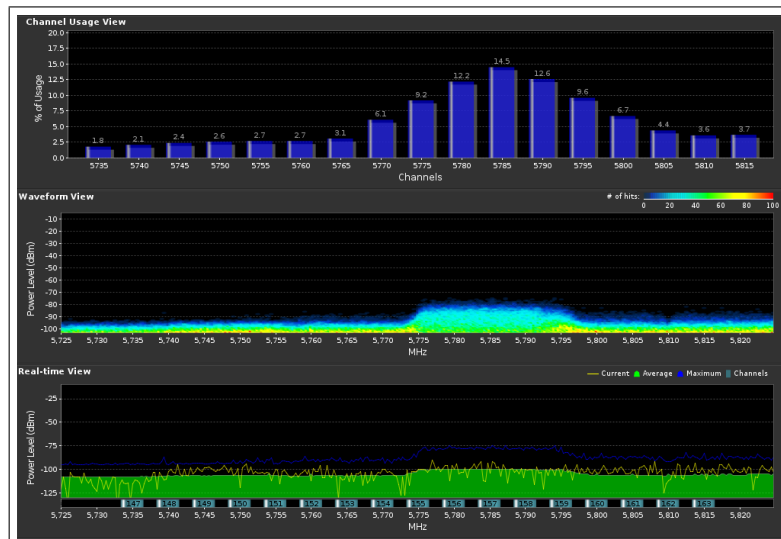 Channel Usage View
20.0
17.5
15.0
12.5
10.0
7.5
5.0
2.5
0.0
% of Usage
1.8 2.1 2.4 2.6 2.7 2.7 3.1 6.1 9.2 12.2 14.5 12.6 9.6 6.7 4.4 3.6 3.7
5735 5740 5745 5750 5755 5760 5765 5770 5775 5780 5785 5790 5795 5800 5805 5810 5815
Channels
Waveform View
# of hits: 0 20 40 60 80 100
-10
-20
-30
-40
-50
-60
-70
-80
-90
-100
Power Level (dBm)
5,725 5,730 5,735 5,740 5,745 5,750 5,755 5,760 5,765 5,770 5,775 5,780 5,785 5,790 5,795 5,800 5,805 5,810 5,815 5,820
MHz
Real-time View
Current Average Maximum Channels
-25
-50
-75
-100
-125
Power Level (dBm)
147 148 149 150 151 152 153 154 155 156 157 158 159 160 161 162 163
5,725 5,730 5,735 5,740 5,745 5,750 5,755 5,760 5,765 5,770 5,775 5,780 5,785 5,790 5,795 5,800 5,805 5,810 5,815 5,820
MHz